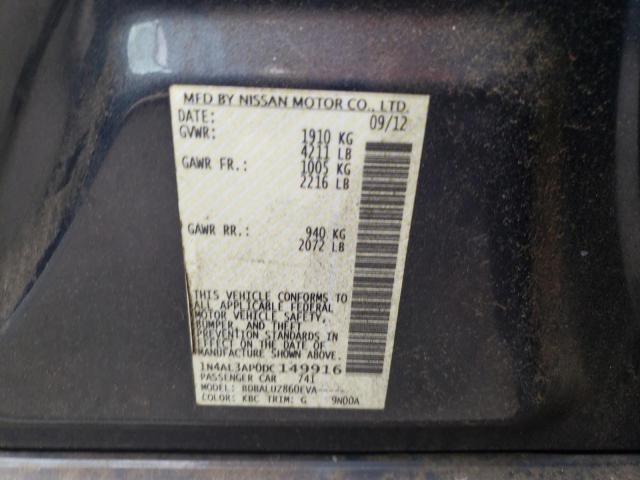 MFD BY NISSAN MOTOR CO., LTD.
DATE: 09/12
GVWR: 1910 KG
4211 LB
GAWR FR.: 1005 KG
2216 LB
GAWR RR.: 940 KG
2072 LB
THIS VEHICLE CONFORMS TO
ALL APPLICABLE FEDERAL
MOTOR VEHICLE SAFETY,
BUMPER, AND THEFT
PREVENTION STANDARDS IN
EFFECT ON THE DATE OF
MANUFACTURE SHOWN ABOVE.
1N4AL3AP0DC149916
PASSENGER CAR 741
MODEL: BDBALUZ860EVA-----
COLOR: KBC TRIM: G 9N00A